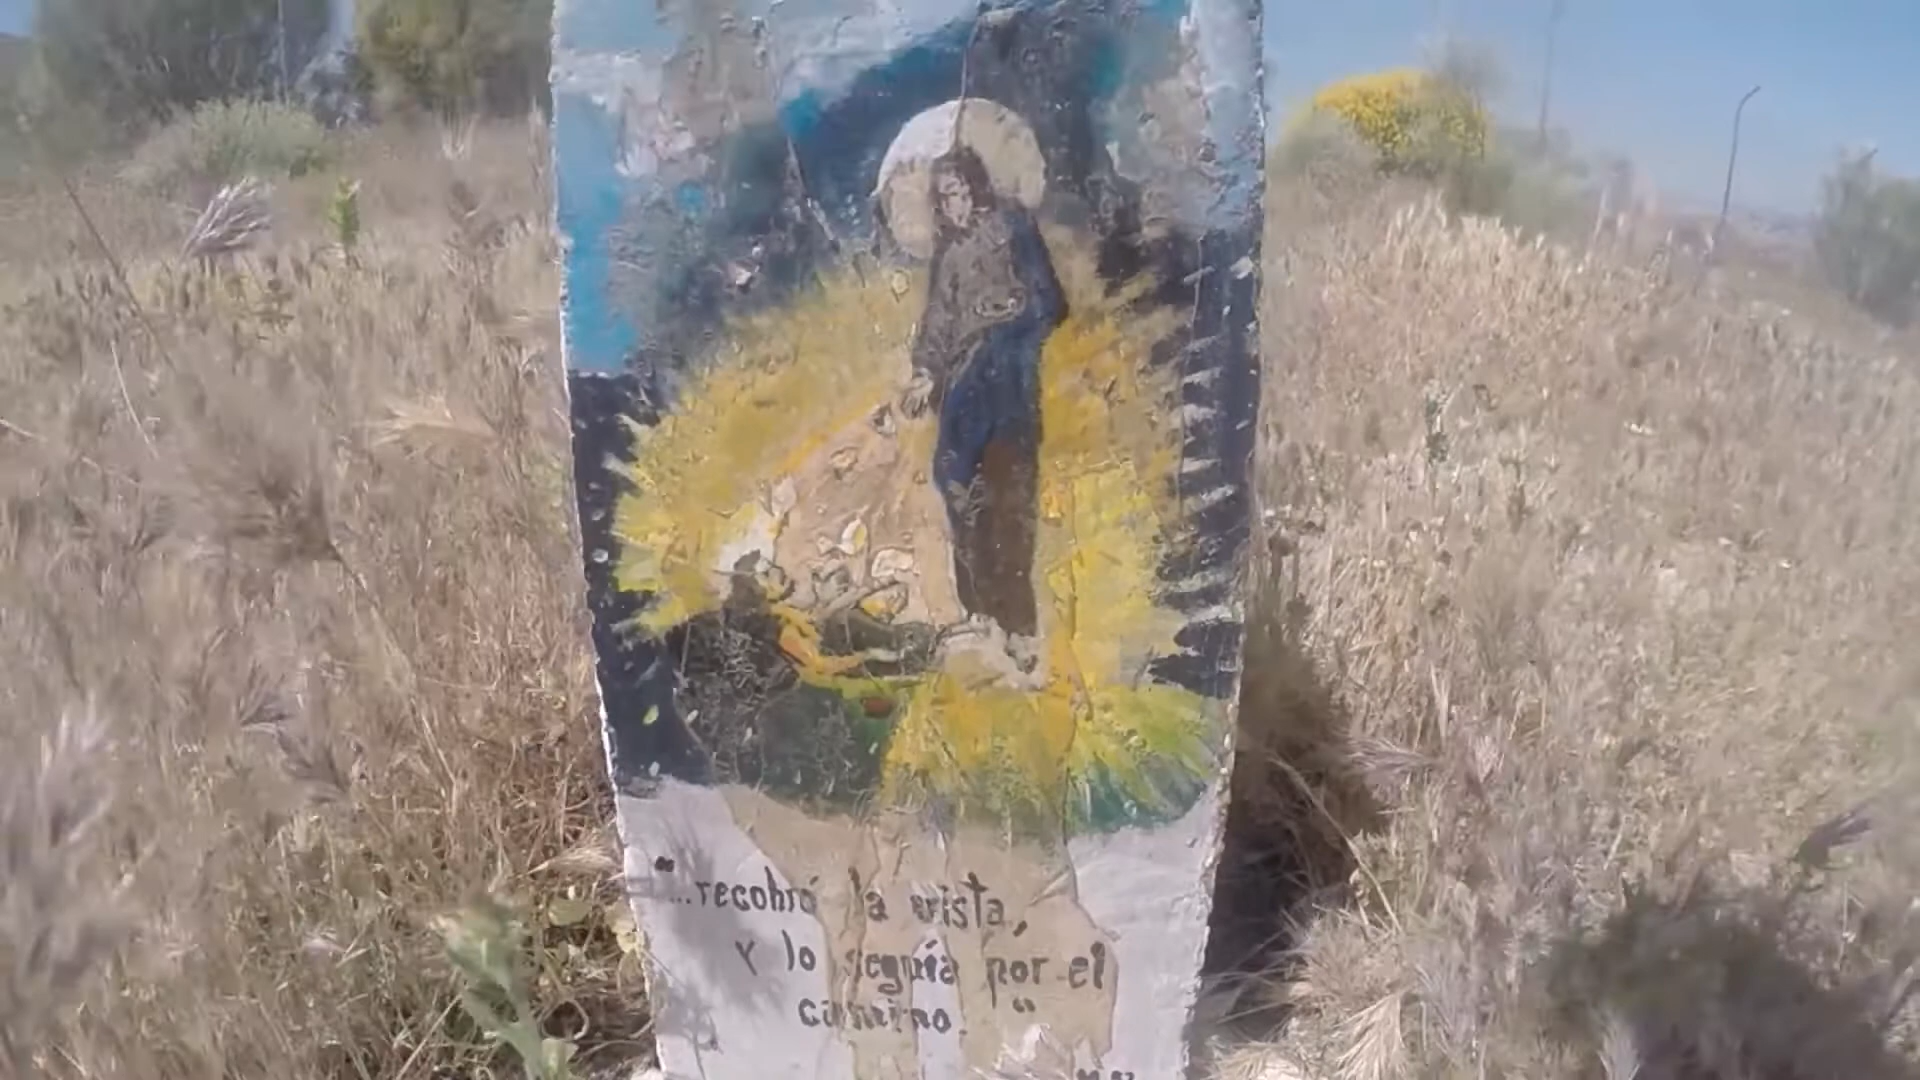 "...recobró la vista,
y lo seguía por el
camino."